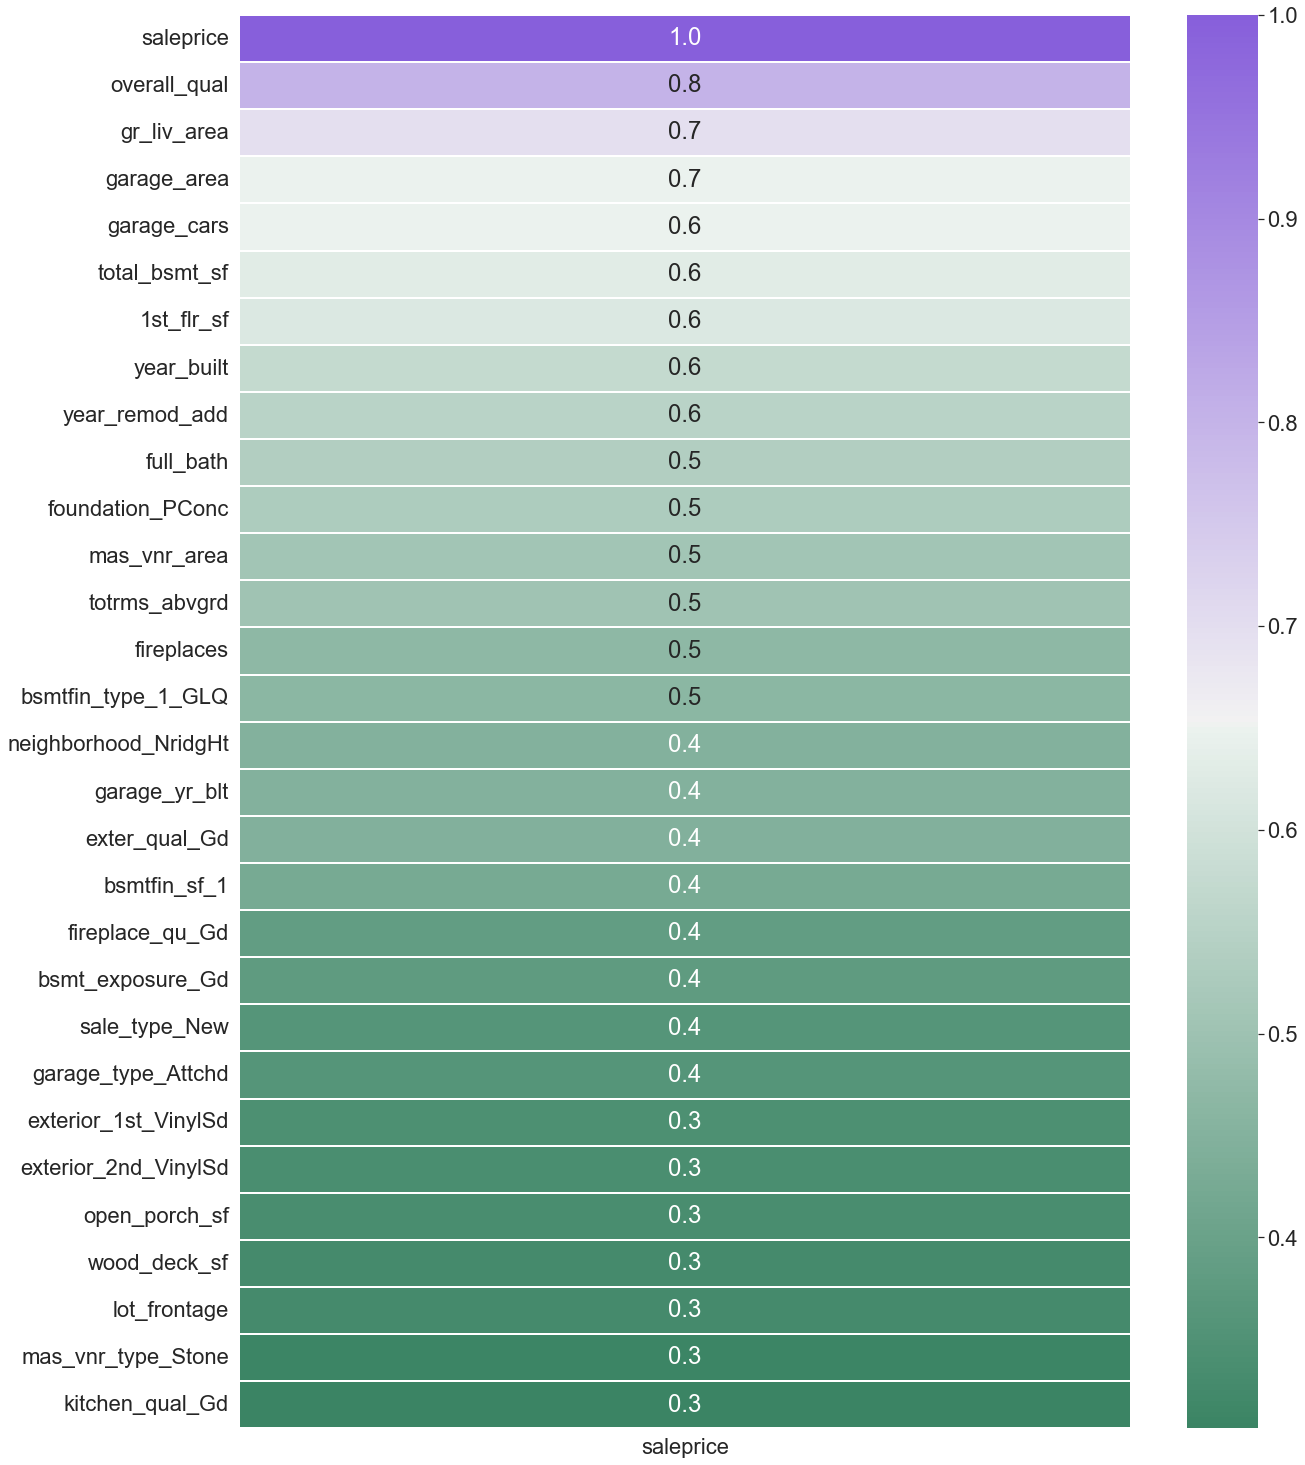 saleprice 1.0
overall_qual 0.8
gr_liv_area 0.7
garage_area 0.7
garage_cars 0.6
total_bsmt_sf 0.6
1st_flr_sf 0.6
year_built 0.6
year_remod_add 0.6
full_bath 0.5
foundation_PConc 0.5
mas_vnr_area 0.5
totrms_abvgrd 0.5
fireplaces 0.5
bsmtfin_type_1_GLQ 0.5
neighborhood_NridgHt 0.4
garage_yr_blt 0.4
exter_qual_Gd 0.4
bsmtfin_sf_1 0.4
fireplace_qu_Gd 0.4
bsmt_exposure_Gd 0.4
sale_type_New 0.4
garage_type_Attchd 0.4
exterior_1st_VinylSd 0.3
exterior_2nd_VinylSd 0.3
open_porch_sf 0.3
wood_deck_sf 0.3
lot_frontage 0.3
mas_vnr_type_Stone 0.3
kitchen_qual_Gd 0.3
saleprice
1.0
0.9
0.8
0.7
0.6
0.5
0.4